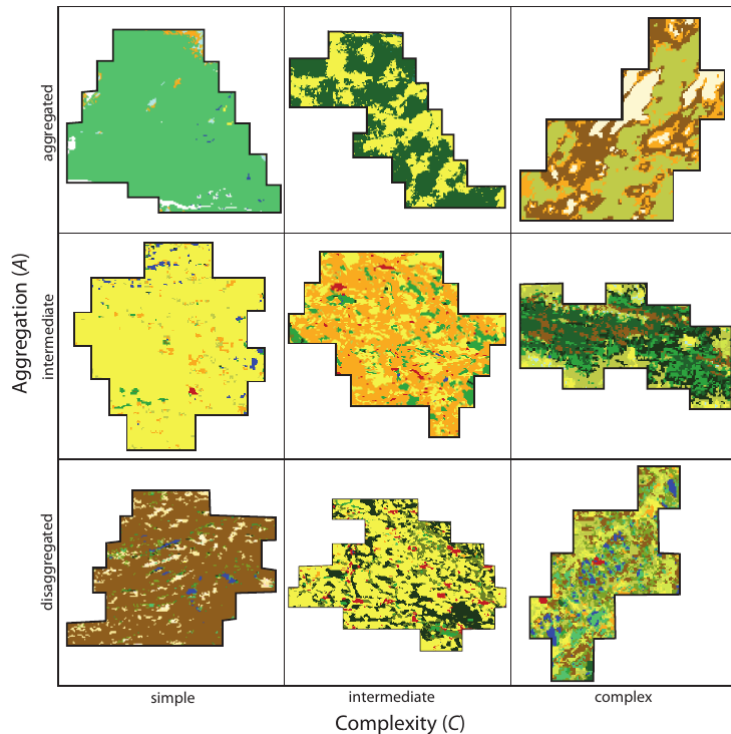 aggregated
Aggregation (A)
intermediate
disaggregated
simple
intermediate
complex
Complexity (C)